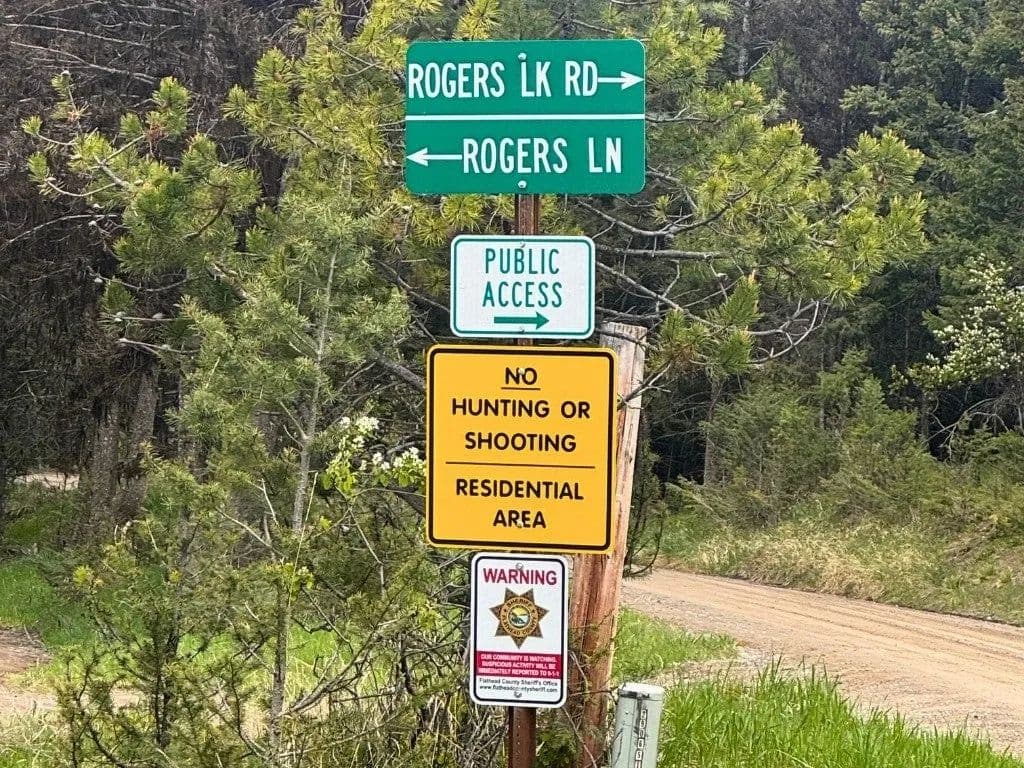 ROGERS LK RD→
←ROGERS LN
PUBLIC
ACCESS
→
NO
HUNTING OR
SHOOTING
RESIDENTIAL
AREA
WARNING
OUR COMMUNITY IS WATCHING.
SUSPICIOUS ACTIVITY WILL BE
IMMEDIATELY REPORTED TO 9-1-1
Flathead County Sheriff's Office
www.flatheadcountysheriff.com